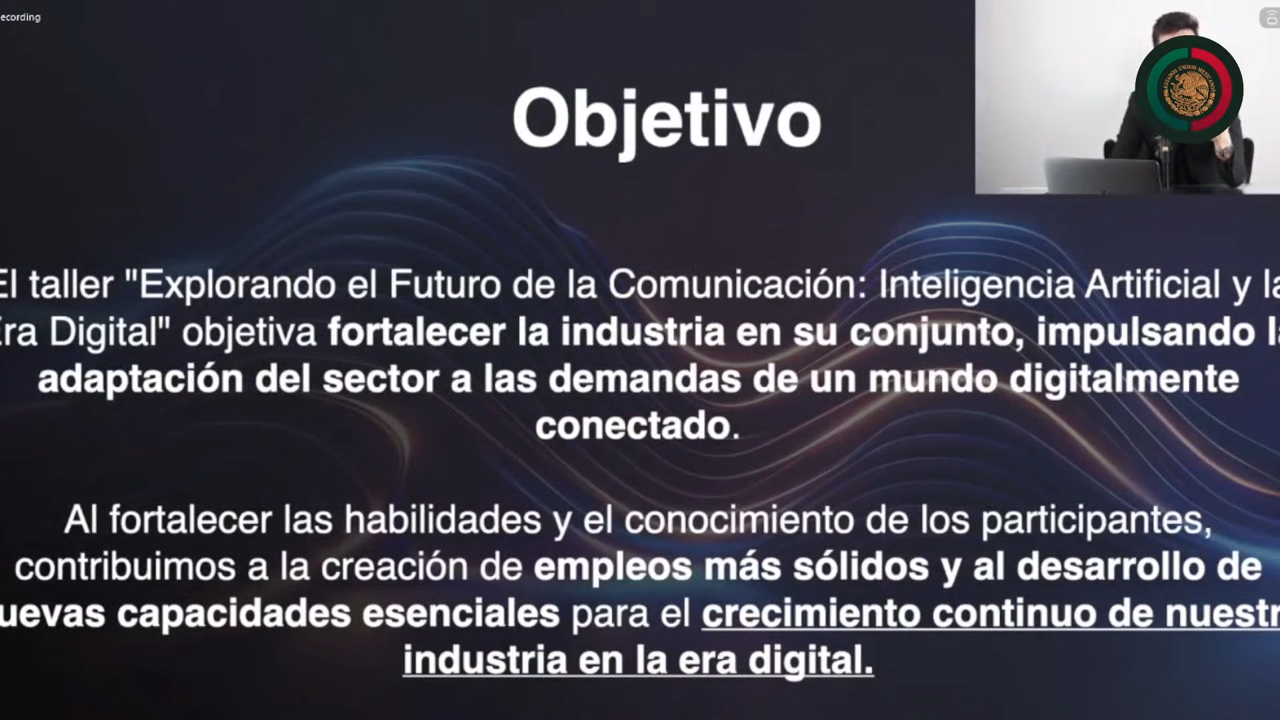 ecording
ESTADOS UNIDOS MEXICANOS
Objetivo
El taller "Explorando el Futuro de la Comunicación: Inteligencia Artificial y la
Era Digital" objetiva fortalecer la industria en su conjunto, impulsando la
adaptación del sector a las demandas de un mundo digitalmente
conectado.
Al fortalecer las habilidades y el conocimiento de los participantes,
contribuimos a la creación de empleos más sólidos y al desarrollo de
uevas capacidades esenciales para el crecimiento continuo de nuestr
industria en la era digital.